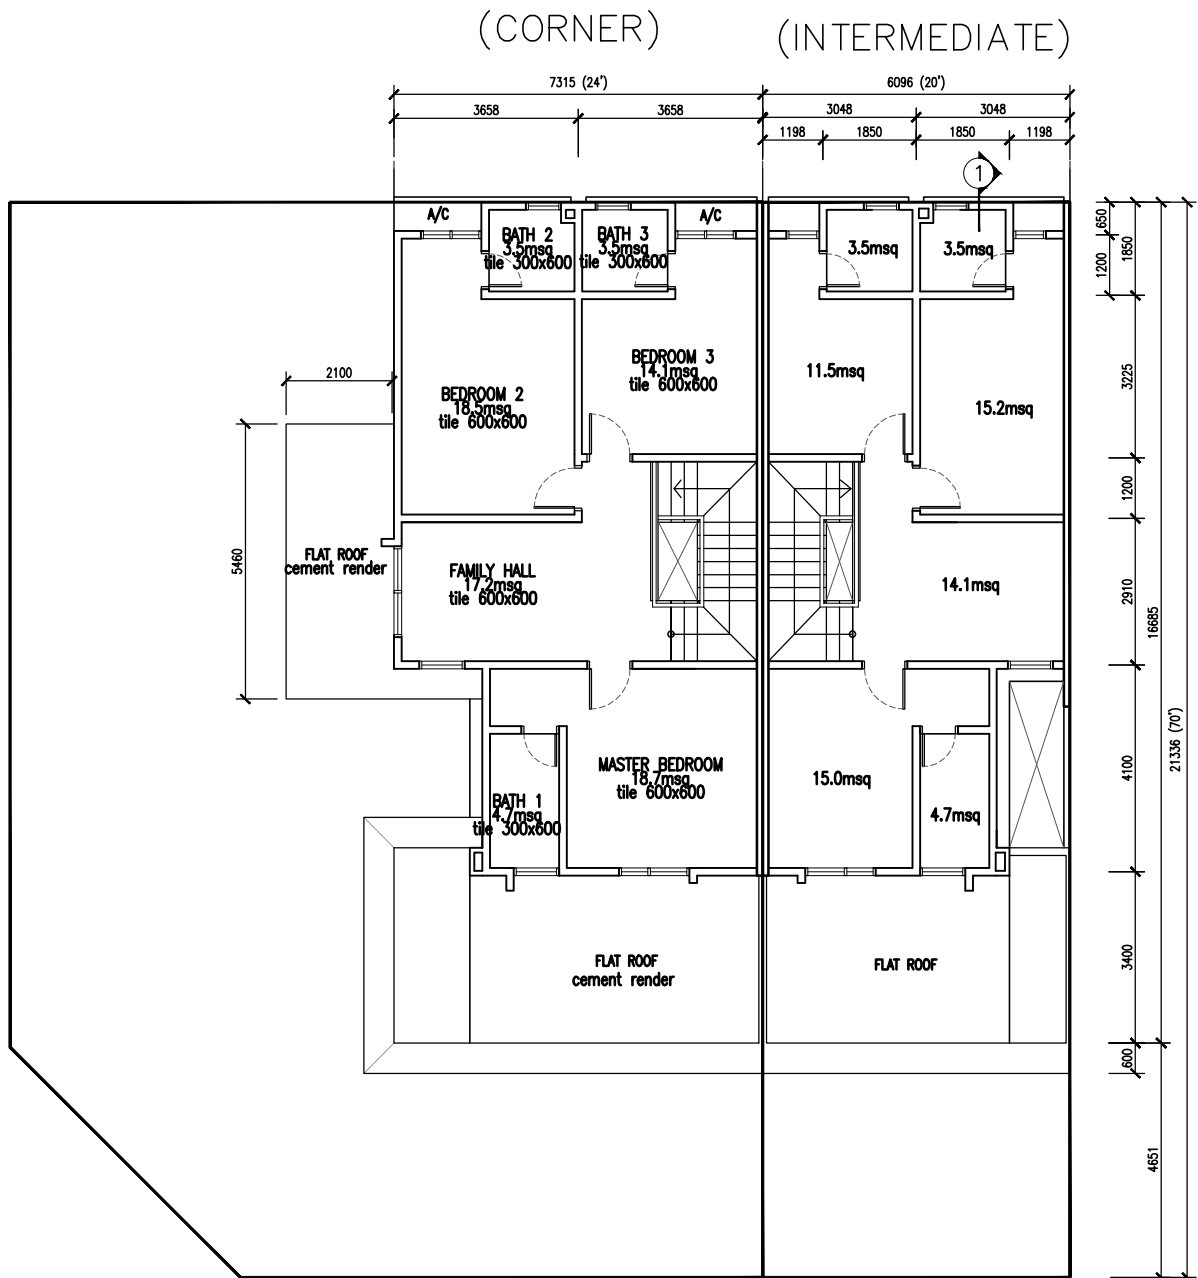 (CORNER)
(INTERMEDIATE)
7315 (24')
6096 (20')
3658
3658
3048
3048
1198
1850
1850
1198
1
A/C
A/C
BATH 2
3.5msq
tile 300x600
BATH 3
3.5msq
tile 300x600
3.5msq
3.5msq
650
1200
1850
2100
BEDROOM 2
18.5msq
tile 600x600
BEDROOM 3
14.1msq
tile 600x600
11.5msq
15.2msq
3225
1200
5460
FLAT ROOF
cement render
FAMILY HALL
17.2msq
tile 600x600
14.1msq
2910
16685
21336 (70')
MASTER BEDROOM
18.7msq
tile 600x600
BATH 1
4.7msq
tile 300x600
15.0msq
4.7msq
4100
FLAT ROOF
cement render
FLAT ROOF
3400
600
4651